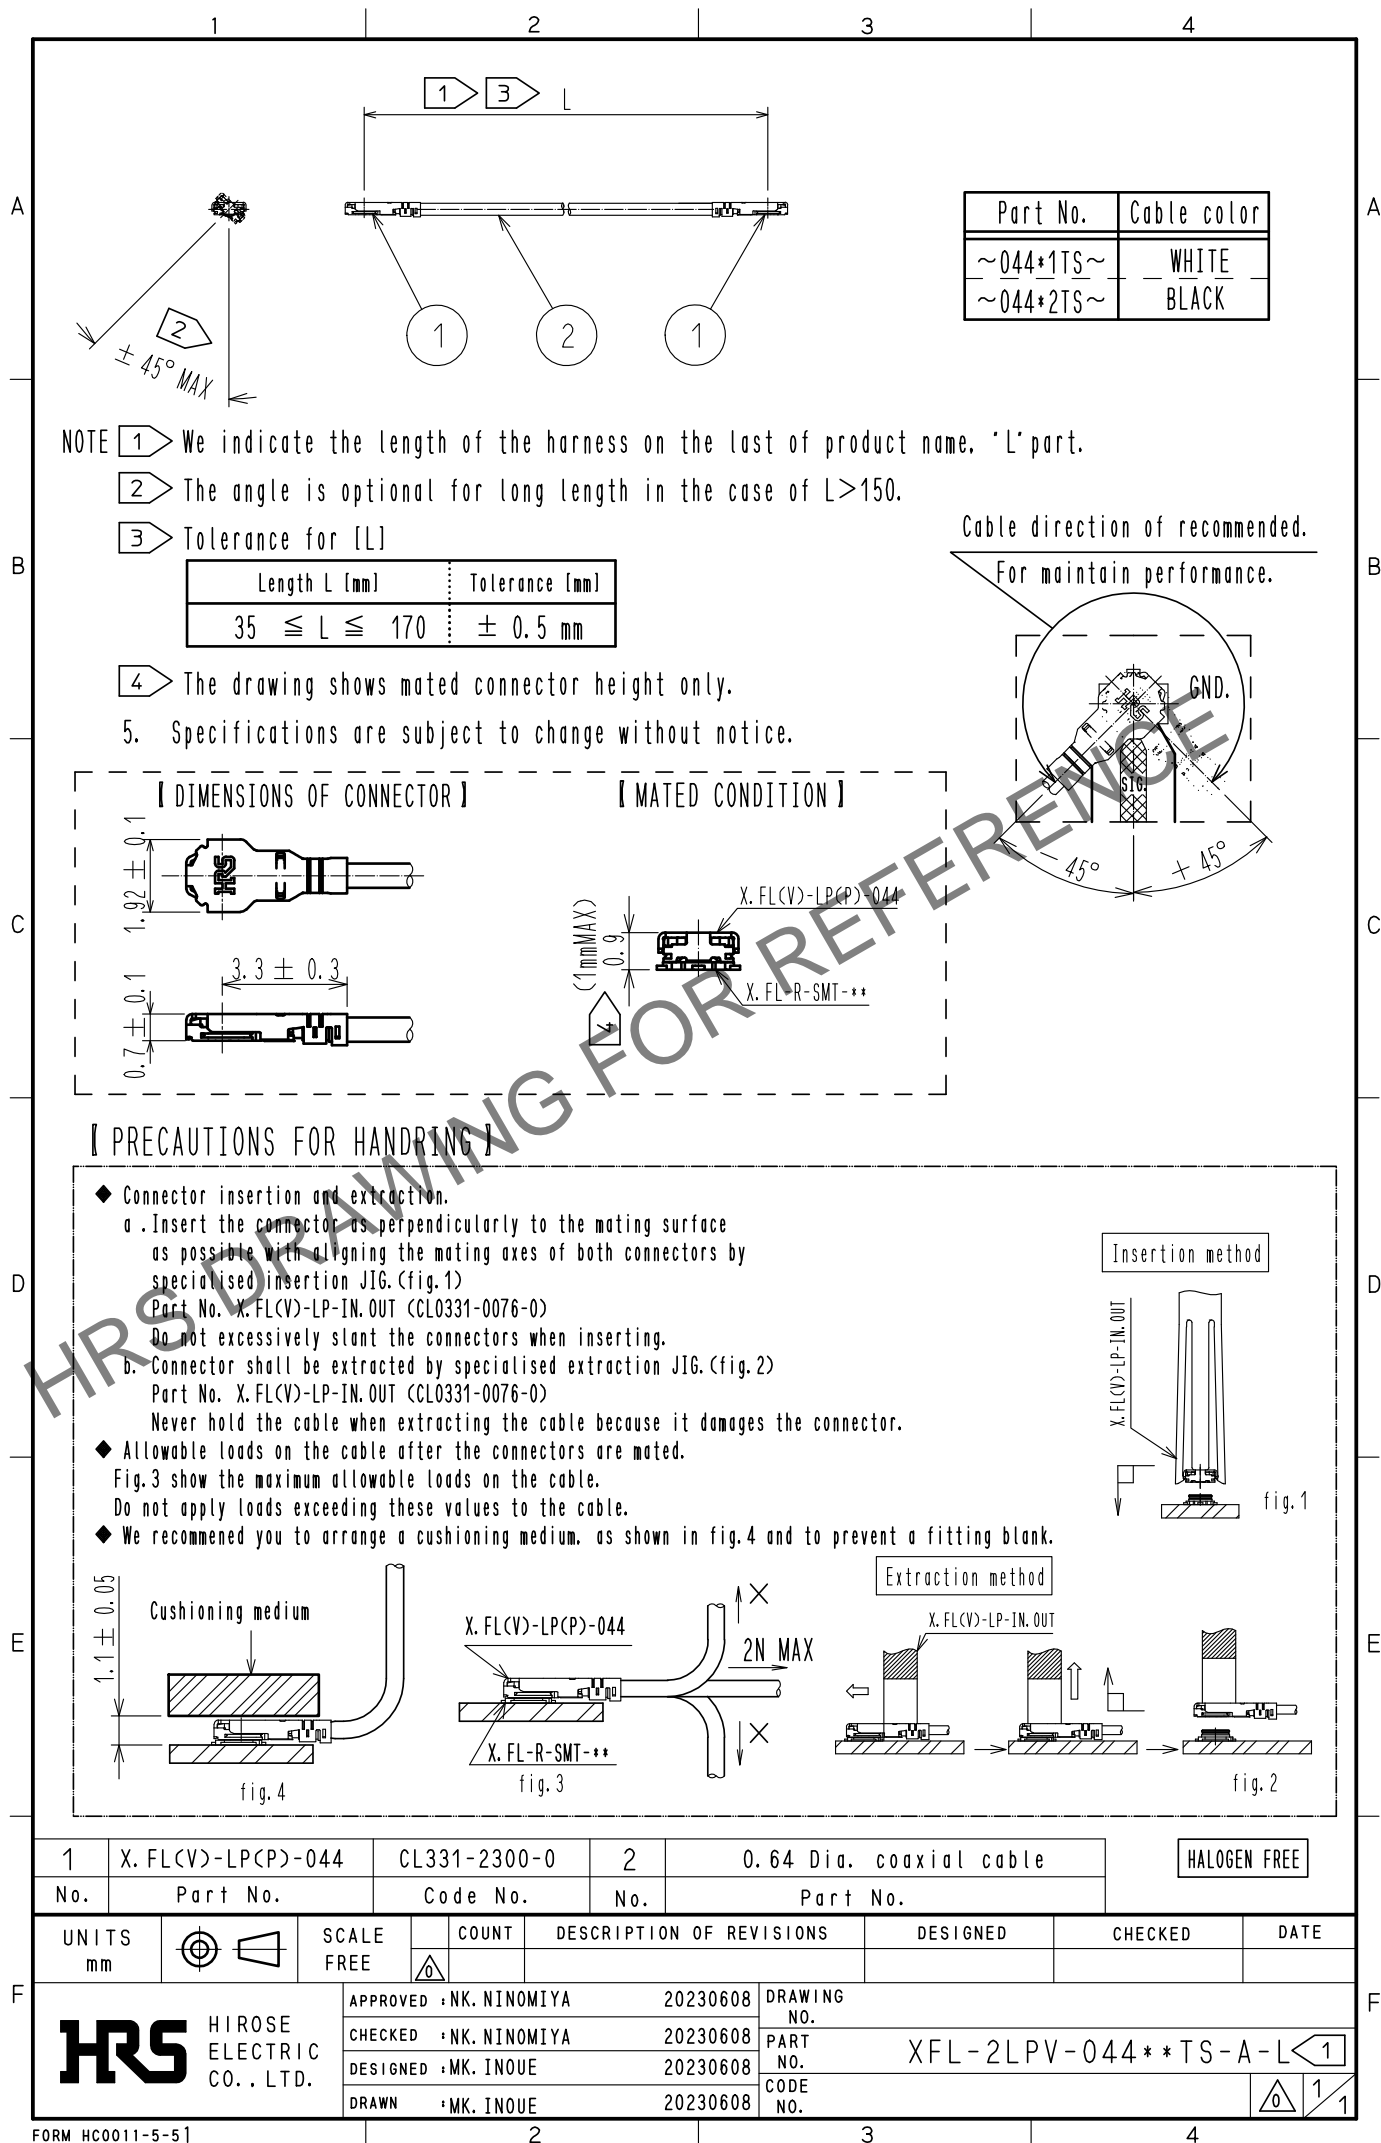 1 2 3 4
A A
1 3 L
Part No. Cable color
~044*1TS~ WHITE
~044*2TS~ BLACK
2
± 45° MAX
1 2 1
NOTE 1 We indicate the length of the harness on the last of product name. "L" part.
2 The angle is optional for long length in the case of L>150.
3 Tolerance for [L]
B B
Length L [mm] Tolerance [mm]
35 ≦ L ≦ 170 ± 0.5 mm
4 The drawing shows mated connector height only.
5. Specifications are subject to change without notice.
Cable direction of recommended.
For maintain performance.
GND.
SIG.
- 45° + 45°
【 DIMENSIONS OF CONNECTOR 】 【 MATED CONDITION 】
1.92 ± 0.1
HRS
C C
3.3 ± 0.3
0.7 ± 0.1
X.FL(V)-LP(P)-044
(1mmMAX)
0.9
X.FL-R-SMT-**
4
HRS DRAWING FOR REFERENCE
【 PRECAUTIONS FOR HANDRING 】
◆ Connector insertion and extraction.
a .Insert the connector as perpendicularly to the mating surface
as possible with aligning the mating axes of both connectors by
specialised insertion JIG.(fig.1)
Part No. X.FL(V)-LP-IN.OUT (CL0331-0076-0)
Do not excessively slant the connectors when inserting.
b. Connector shall be extracted by specialised extraction JIG.(fig.2)
Part No. X.FL(V)-LP-IN.OUT (CL0331-0076-0)
Never hold the cable when extracting the cable because it damages the connector.
◆ Allowable loads on the cable after the connectors are mated.
Fig.3 show the maximum allowable loads on the cable.
Do not apply loads exceeding these values to the cable.
◆ We recommened you to arrange a cushioning medium. as shown in fig.4 and to prevent a fitting blank.
D D
Insertion method
X.FL(V)-LP-IN.OUT
fig.1
E E
1.1 ± 0.05
Cushioning medium
fig.4
X.FL(V)-LP(P)-044
2N MAX
X.FL-R-SMT-**
fig.3
Extraction method
X.FL(V)-LP-IN.OUT
fig.2
1 X.FL(V)-LP(P)-044 CL331-2300-0 2 0.64 Dia. coaxial cable
No. Part No. Code No. No. Part No.
HALOGEN FREE
UNITS
mm
SCALE
FREE
COUNT DESCRIPTION OF REVISIONS DESIGNED CHECKED DATE
0
F F
HRS
HIROSE
ELECTRIC
CO.,LTD.
APPROVED :NK.NINOMIYA 20230608
CHECKED :NK.NINOMIYA 20230608
DESIGNED :MK.INOUE 20230608
DRAWN :MK.INOUE 20230608
DRAWING
NO.
PART
NO.
XFL-2LPV-044**TS-A-L 1
CODE
NO.
0 1/1
FORM HC0011-5-5 1 2 3 4